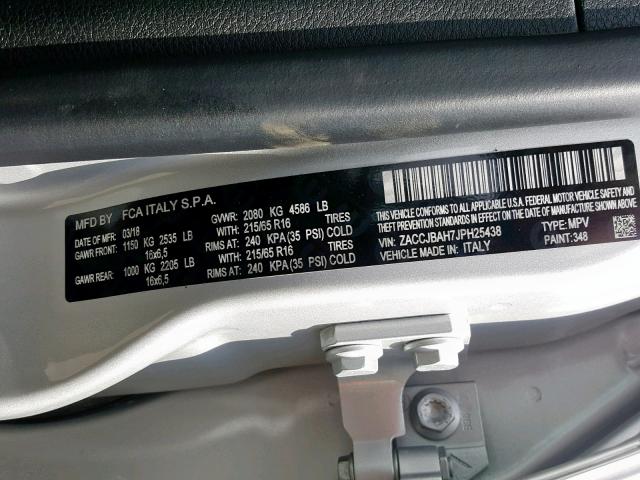 MFD BY FCA ITALY S.P.A.
DATE OF MFR: 03/18 GVWR: 2080 KG 4586 LB
GAWR FRONT: 1150 KG 2535 LB WITH: 215/65 R16 TIRES
16x6,5 RIMS AT: 240 KPA(35 PSI) COLD
GAWR REAR: 1000 KG 2205 LB WITH: 215/65 R16 TIRES
16x6,5 RIMS AT: 240 KPA(35 PSI) COLD
THIS VEHICLE CONFORMS TO ALL APPLICABLE U.S.A. FEDERAL MOTOR VEHICLE SAFETY
STANDARDS IN EFFECT ON THE DATE OF MANUFACTURE SHOWN ABOVE.
VIN: ZACCJBAH7JPH25438 TYPE: MPV
VEHICLE MADE IN: ITALY PAINT: 348